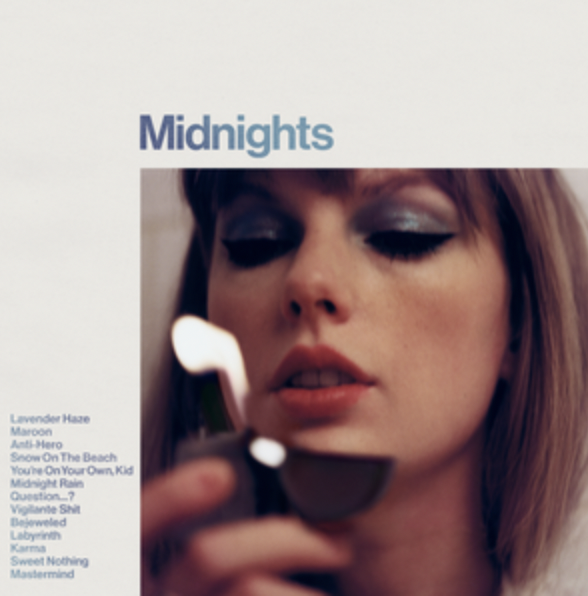 Midnights
Lavender Haze
Maroon
Anti-Hero
Snow On The Beach
You're On Your Own, Kid
Midnight Rain
Question...?
Vigilante Shit
Bejeweled
Labyrinth
Karma
Sweet Nothing
Mastermind